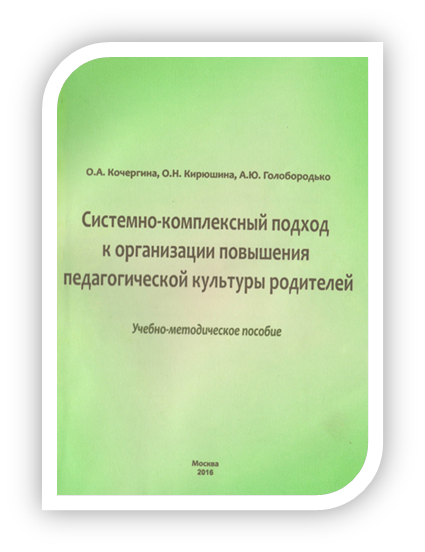 О.А. Кочергина, О.Н. Кирюшина, А.Ю. Голобородько
Системно-комплексный подход
к организации повышения
педагогической культуры родителей
Учебно-методическое пособие
Москва
2016